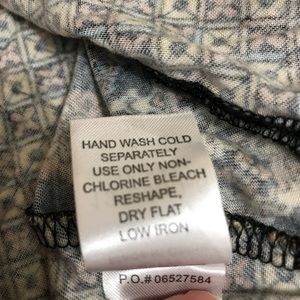 HAND WASH COLD
SEPARATELY
USE ONLY NON-
CHLORINE BLEACH
RESHAPE,
DRY FLAT
LOW IRON
P.O.# 06527584